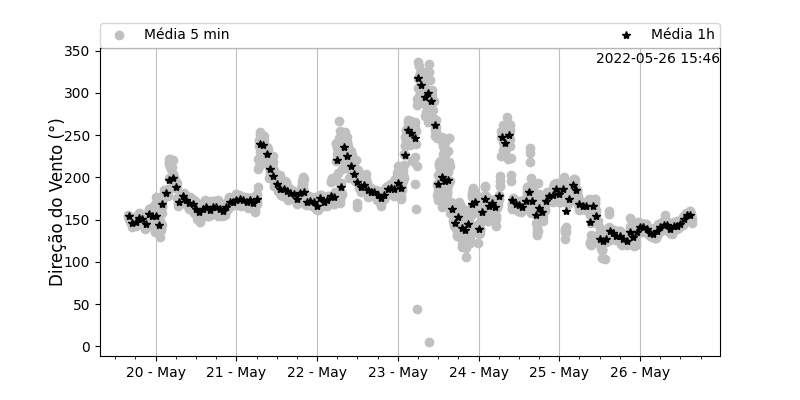 Média 5 min
Média 1h
2022-05-26 15:46
350
300
250
200
150
100
50
0
Direção do Vento (°)
20 - May
21 - May
22 - May
23 - May
24 - May
25 - May
26 - May